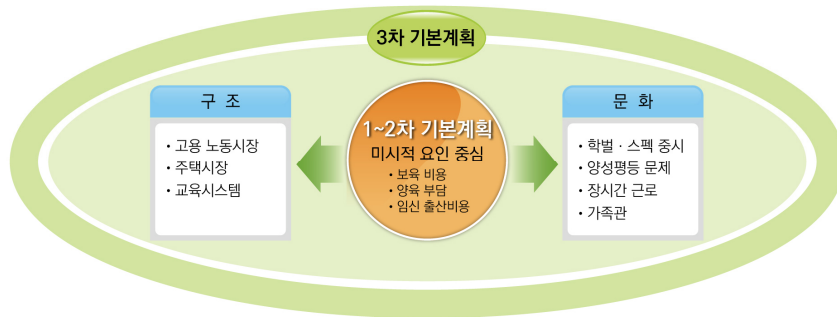 3차 기본계획
구 조
• 고용 노동시장
• 주택시장
• 교육시스템
1~2차 기본계획
미시적 요인 중심
• 보육 비용
• 양육 부담
• 임신 출산비용
문 화
• 학벌 · 스펙 중시
• 양성평등 문제
• 장시간 근로
• 가족관